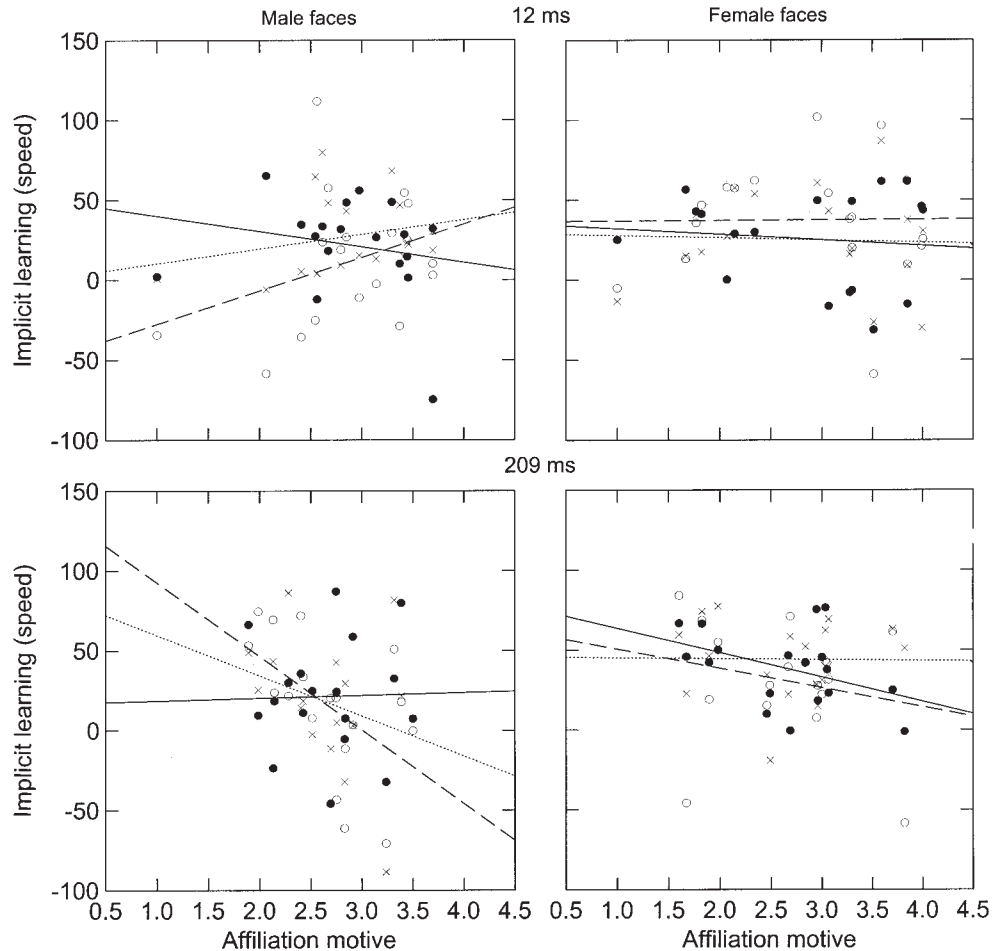 Male faces 12 ms Female faces
150
100
50
0
-50
-100
Implicit learning (speed)
209 ms
150
100
50
0
-50
-100
Implicit learning (speed)
0.5 1.0 1.5 2.0 2.5 3.0 3.5 4.0 4.5 0.5 1.0 1.5 2.0 2.5 3.0 3.5 4.0 4.5
Affiliation motive Affiliation motive